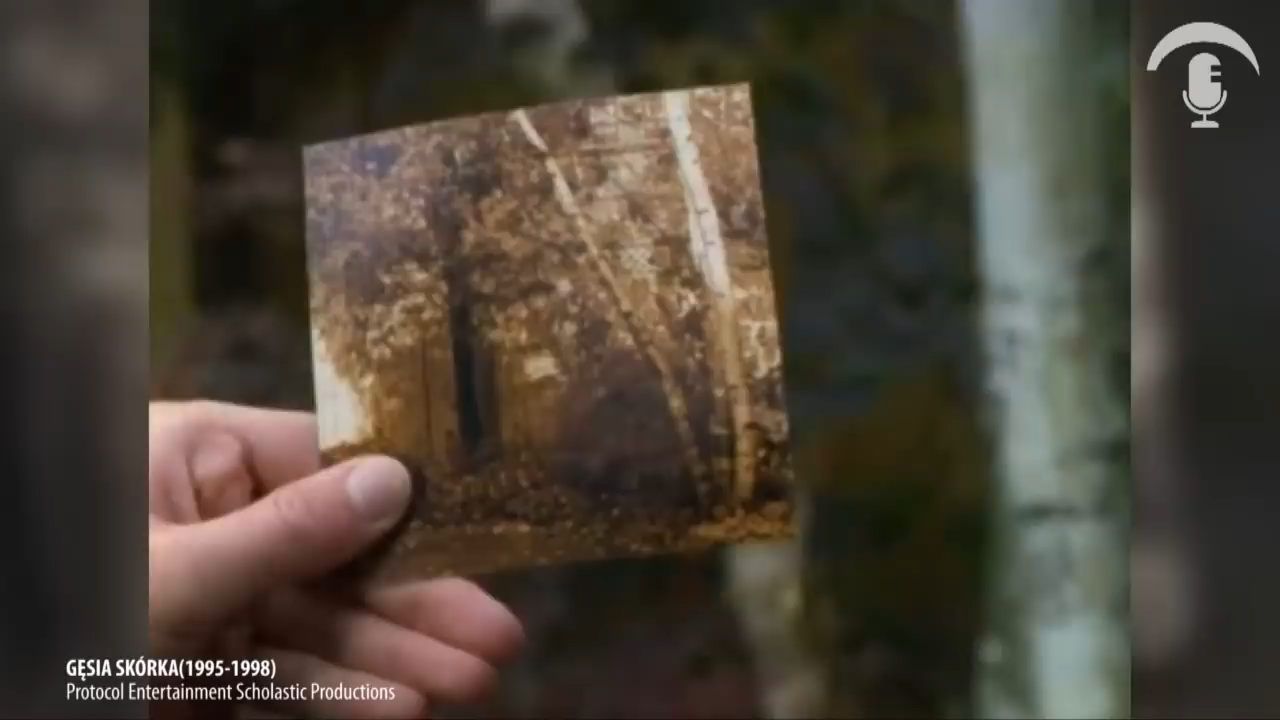 GĘSIA SKÓRKA(1995-1998)
Protocol Entertainment Scholastic Productions